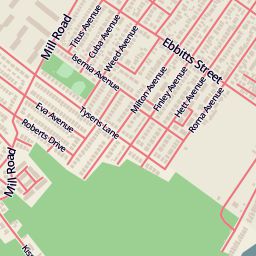 Mill Road
Titus Avenue
Cuba Avenue
Weed Avenue
Ebbitts Street
Isernia Avenue
Milton Avenue
Finley Avenue
Hett Avenue
Roma Avenue
Eva Avenue
Tysens Lane
Roberts Drive
Mill Road